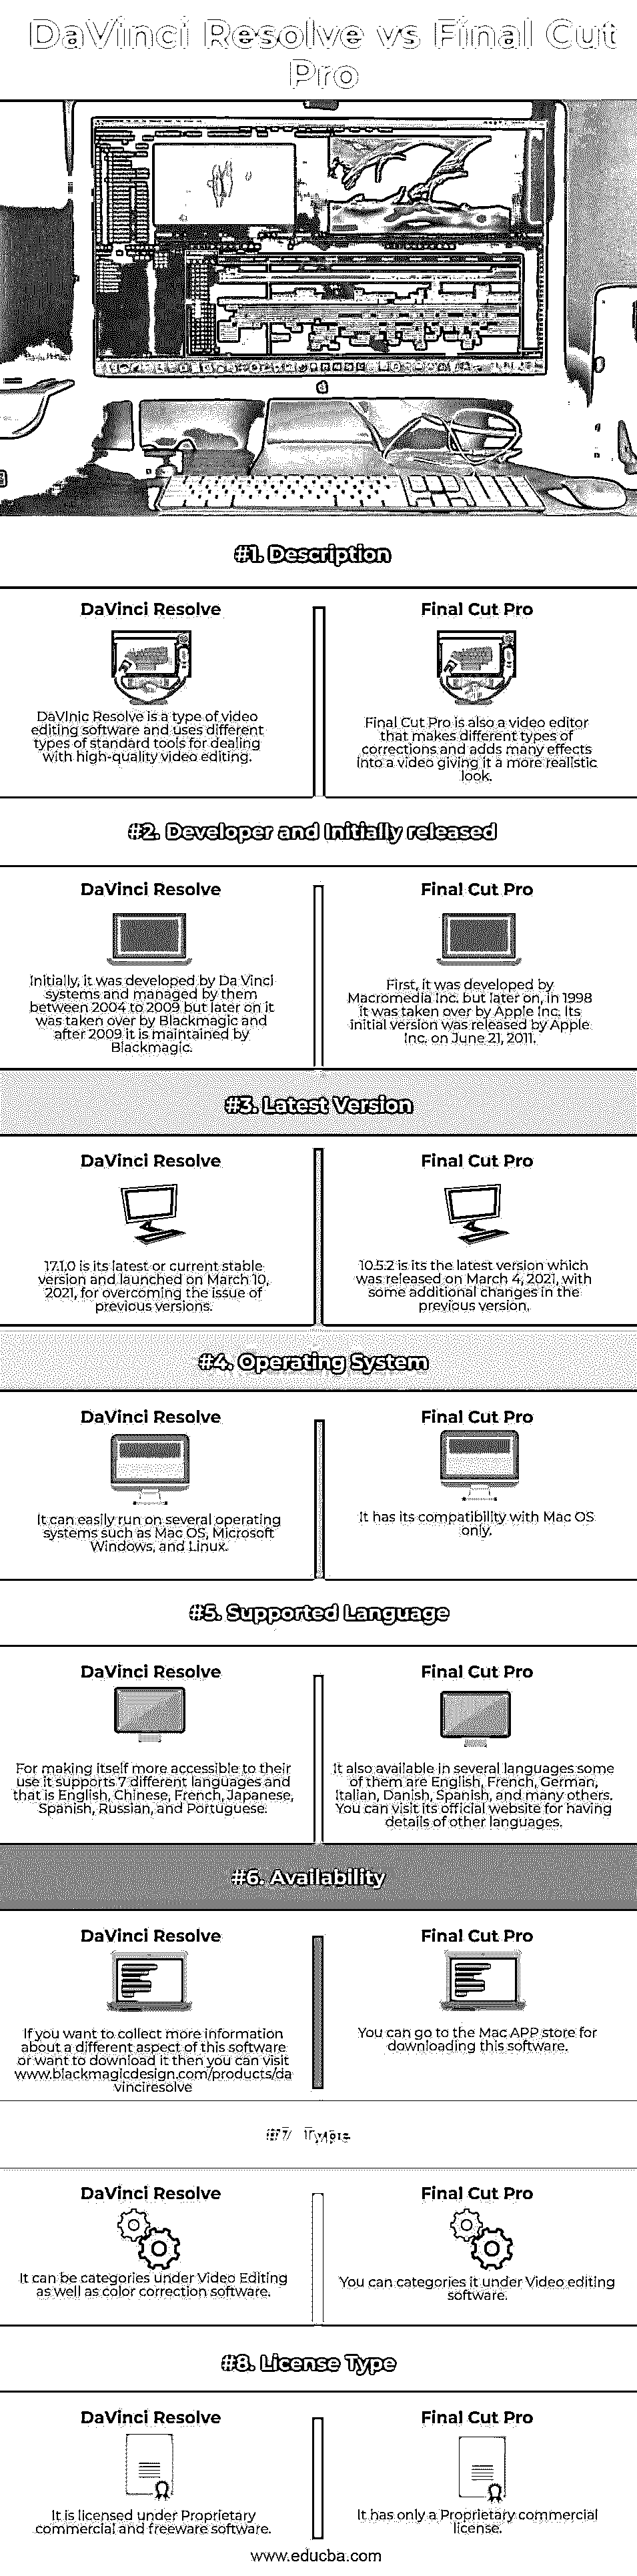 DaVinci Resolve vs Final Cut
Pro
#1. Description
DaVinci Resolve
DaVInic Resolve is a type of video
editing software and uses different
types of standard tools for dealing
with high-quality video editing.
Final Cut Pro
Final Cut Pro is also a video editor
that makes different types of
corrections and adds many effects
into a video giving it a more realistic
look.
#2. Developer and Initially released
DaVinci Resolve
Initially, it was developed by Da Vinci
systems and managed by them
between 2004 to 2009 but later on it
was taken over by Blackmagic and
after 2009 it is maintained by
Blackmagic.
Final Cut Pro
First, it was developed by
Macromedia Inc. but later on, in 1998
it was taken over by Apple Inc. Its
initial version was released by Apple
Inc. on June 21, 2011.
#3. Latest Version
DaVinci Resolve
17.1.0 is its latest or current stable
version and launched on March 10,
2021, for overcoming the issue of
previous versions.
Final Cut Pro
10.5.2 is its the latest version which
was released on March 4, 2021, with
some additional changes in the
previous version.
#4. Operating System
DaVinci Resolve
It can easily run on several operating
systems such as Mac OS, Microsoft
Windows, and Linux.
Final Cut Pro
It has its compatibility with Mac OS
only.
#5. Supported Language
DaVinci Resolve
For making itself more accessible to their
use it supports 7 different languages and
that is English, Chinese, French, Japanese,
Spanish, Russian, and Portuguese.
Final Cut Pro
It also available in several languages some
of them are English, French, German,
Italian, Danish, Spanish, and many others.
You can visit its official website for having
details of other languages.
#6. Availability
DaVinci Resolve
If you want to collect more information
about a different aspect of this software
or want to download it then you can visit
www.blackmagicdesign.com/products/da
vinciresolve
Final Cut Pro
You can go to the Mac APP store for
downloading this software.
#7. Type
DaVinci Resolve
It can be categories under Video Editing
as well as color correction software.
Final Cut Pro
You can categories it under Video editing
software.
#8. License Type
DaVinci Resolve
It is licensed under Proprietary
commercial and freeware software.
Final Cut Pro
It has only a Proprietary commercial
license.
www.educba.com